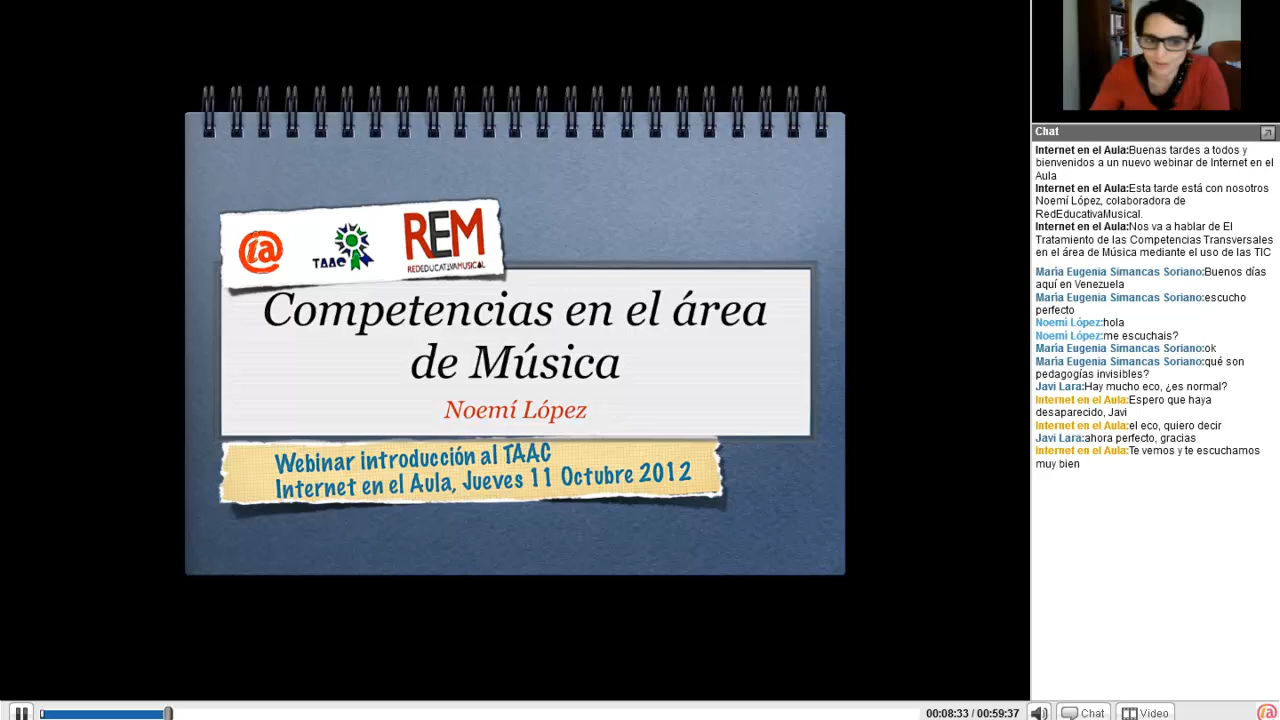 TAAC
REM
REDEDUCATIVAMUSICAL
Competencias en el área
de Música
Noemí López
Webinar introducción al TAAC
Internet en el Aula, Jueves 11 Octubre 2012
Chat
Internet en el Aula:Buenas tardes a todos y
bienvenidos a un nuevo webinar de Internet en el
Aula
Internet en el Aula:Esta tarde está con nosotros
Noemí López, colaboradora de
RedEducativaMusical.
Internet en el Aula:Nos va a hablar de El
Tratamiento de las Competencias Transversales
en el área de Música mediante el uso de las TIC
María Eugenia Simancas Soriano:Buenos días
aquí en Venezuela
María Eugenia Simancas Soriano:escucho
perfecto
Noemí López:hola
Noemí López:me escuchais?
María Eugenia Simancas Soriano:ok
María Eugenia Simancas Soriano:qué son
pedagogías invisibles?
Javi Lara:Hay mucho eco, ¿es normal?
Internet en el Aula:Espero que haya
desaparecido, Javi
Internet en el Aula:el eco, quiero decir
Javi Lara:ahora perfecto, gracias
Internet en el Aula:Te vemos y te escuchamos
muy bien
00:08:33 / 00:59:37
Chat
Video